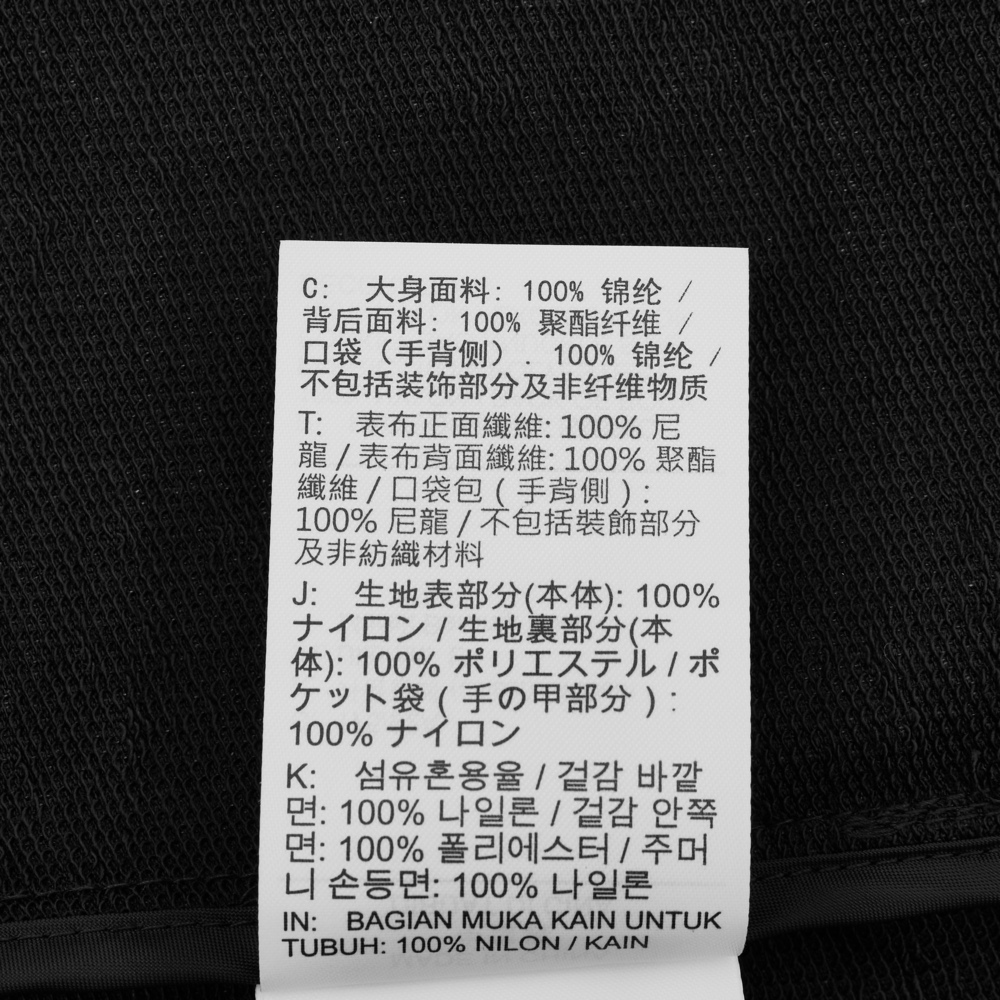 C: 大身面料: 100% 锦纶 /
背后面料: 100% 聚酯纤维 /
口袋（手背侧）. 100% 锦纶 /
不包括装饰部分及非纤维物质
T: 表布正面纖維: 100% 尼
龍 / 表布背面纖維: 100% 聚酯
纖維 / 口袋包 ( 手背側 ) :
100% 尼龍 / 不包括裝飾部分
及非紡織材料
J: 生地表部分(本体): 100%
ナイロン / 生地裏部分(本
体): 100% ポリエステル / ポ
ケット袋 ( 手の甲部分 ) :
100% ナイロン
K: 섬유혼용율 / 겉감 바깥
면: 100% 나일론 / 겉감 안쪽
면: 100% 폴리에스터 / 주머
니 손등면: 100% 나일론
IN: BAGIAN MUKA KAIN UNTUK
TUBUH: 100% NILON / KAIN